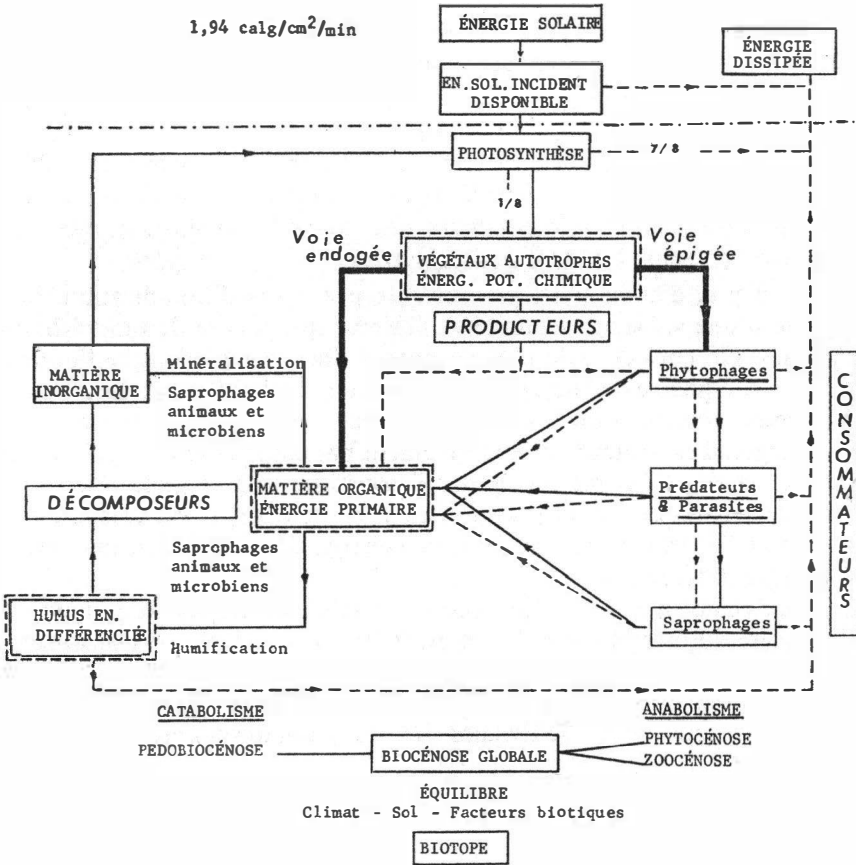 1,94 calg/cm²/min
ÉNERGIE SOLAIRE
ÉNERGIE
DISSIPÉE
EN.SOL.INCIDENT
DISPONIBLE
PHOTOSYNTHÈSE
7/8
1/8
Voie
endogée
VÉGÉTAUX AUTOTROPHES
ÉNERG. POT. CHIMIQUE
Voie
épigée
PRODUCTEURS
MATIÈRE
INORGANIQUE
Minéralisation
Saprophages
animaux et
microbiens
Phytophages
CONSOMMATEURS
DÉCOMPOSEURS
MATIÈRE ORGANIQUE
ÉNERGIE PRIMAIRE
Prédateurs
& Parasites
Saprophages
animaux et
microbiens
HUMUS EN.
DIFFÉRENCIÉE
Humification
Saprophages
CATABOLISME
ANABOLISME
PEDOBIOCÉNOSE
BIOCÉNOSE GLOBALE
PHYTOCÉNOSE
ZOOCÉNOSE
ÉQUILIBRE
Climat - Sol - Facteurs biotiques
BIOTOPE